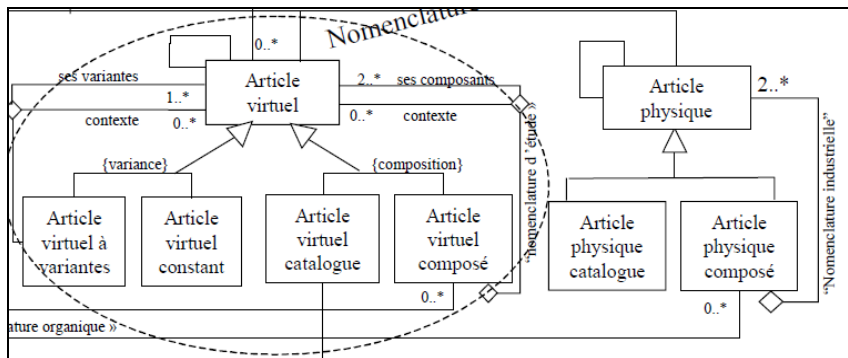 Nomenclature
0..*
ses variantes
1..*
contexte
0..*
Article
virtuel
2..*
ses composants
0..*
contexte
Article
physique
2..*
{variance}
{composition}
Article
virtuel à
variantes
Article
virtuel
constant
Article
virtuel
catalogue
Article
virtuel
composé
0..*
"nomenclature d ’étude »
Article
physique
catalogue
Article
physique
composé
0..*
“Nomenclature industrielle”
ature organique »